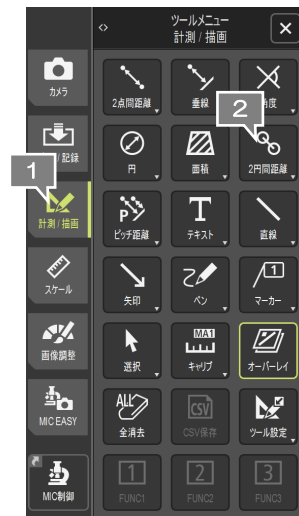 <>
ツールメニュー
計測 / 描画
×
カメラ
/ 記録
計測 / 描画
スケール
画像調整
MIC EASY
MIC制御
1
2
2点間距離
垂線
角度
円
面積
2円間距離
P
ピッチ距離
T
テキスト
直線
矢印
ペン
1
マーカー
選択
MA1
キャリブ
オーバーレイ
ALL
全消去
CSV
CSV保存
ツール設定
1
FUNC1
2
FUNC2
3
FUNC3